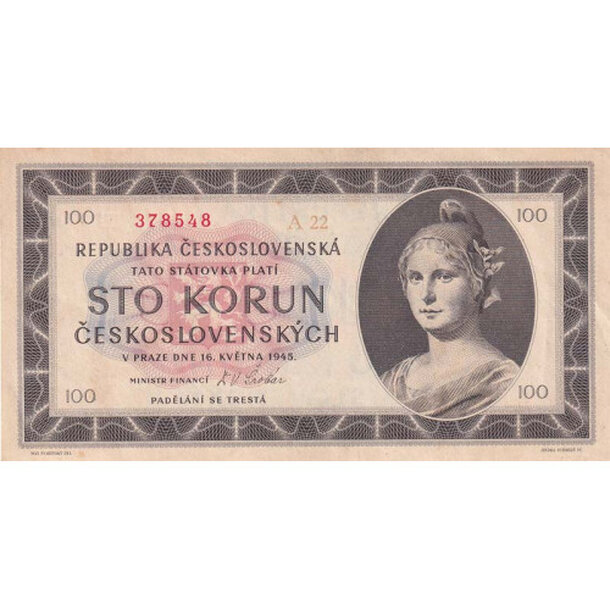 100 378548 A 22 100
REPUBLIKA ČESKOSLOVENSKÁ
TATO STÁTOVKA PLATÍ
STO KORUN
ČESKOSLOVENSKÝCH
V PRAZE DNE 16. KVĚTNA 1945.
100 MINISTR FINANCÍ 100
PADĚLÁNÍ SE TRESTÁ